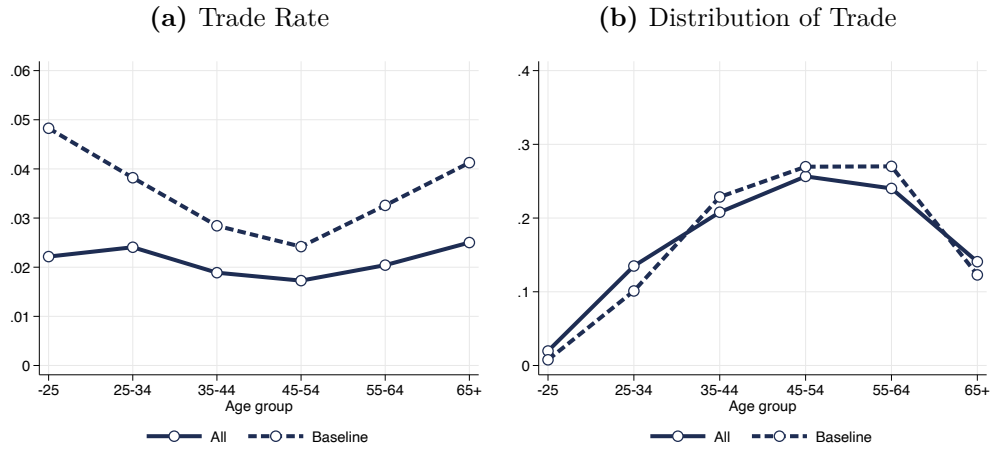 (a) Trade Rate
.06
.05
.04
.03
.02
.01
0
-25 25-34 35-44 45-54 55-64 65+
Age group
All Baseline
(b) Distribution of Trade
.4
.3
.2
.1
0
-25 25-34 35-44 45-54 55-64 65+
Age group
All Baseline